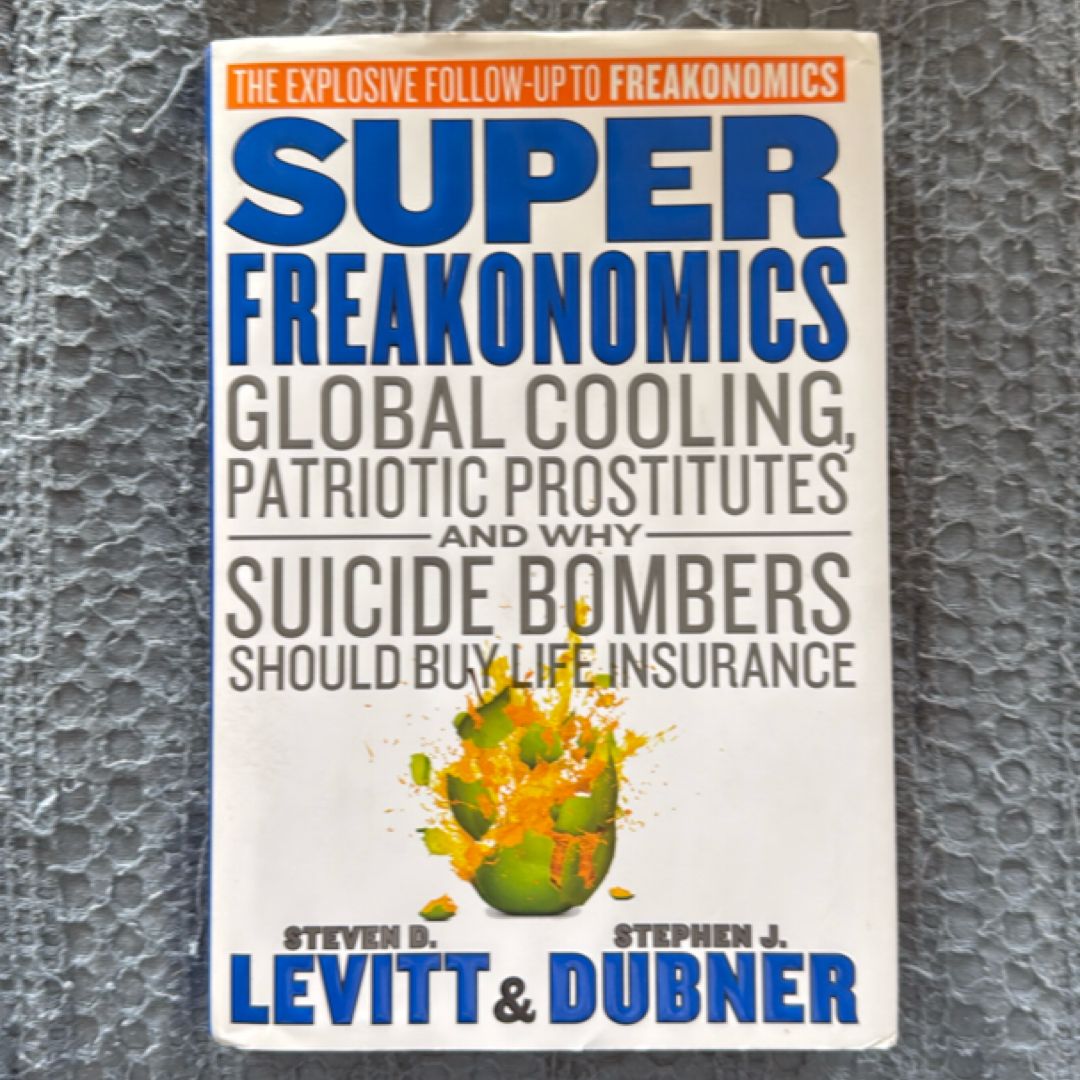 THE EXPLOSIVE FOLLOW-UP TO FREAKONOMICS
SUPER
FREAKONOMICS
GLOBAL COOLING,
PATRIOTIC PROSTITUTES
AND WHY
SUICIDE BOMBERS
SHOULD BUY LIFE INSURANCE
STEVEN D. STEPHEN J.
LEVITT & DUBNER